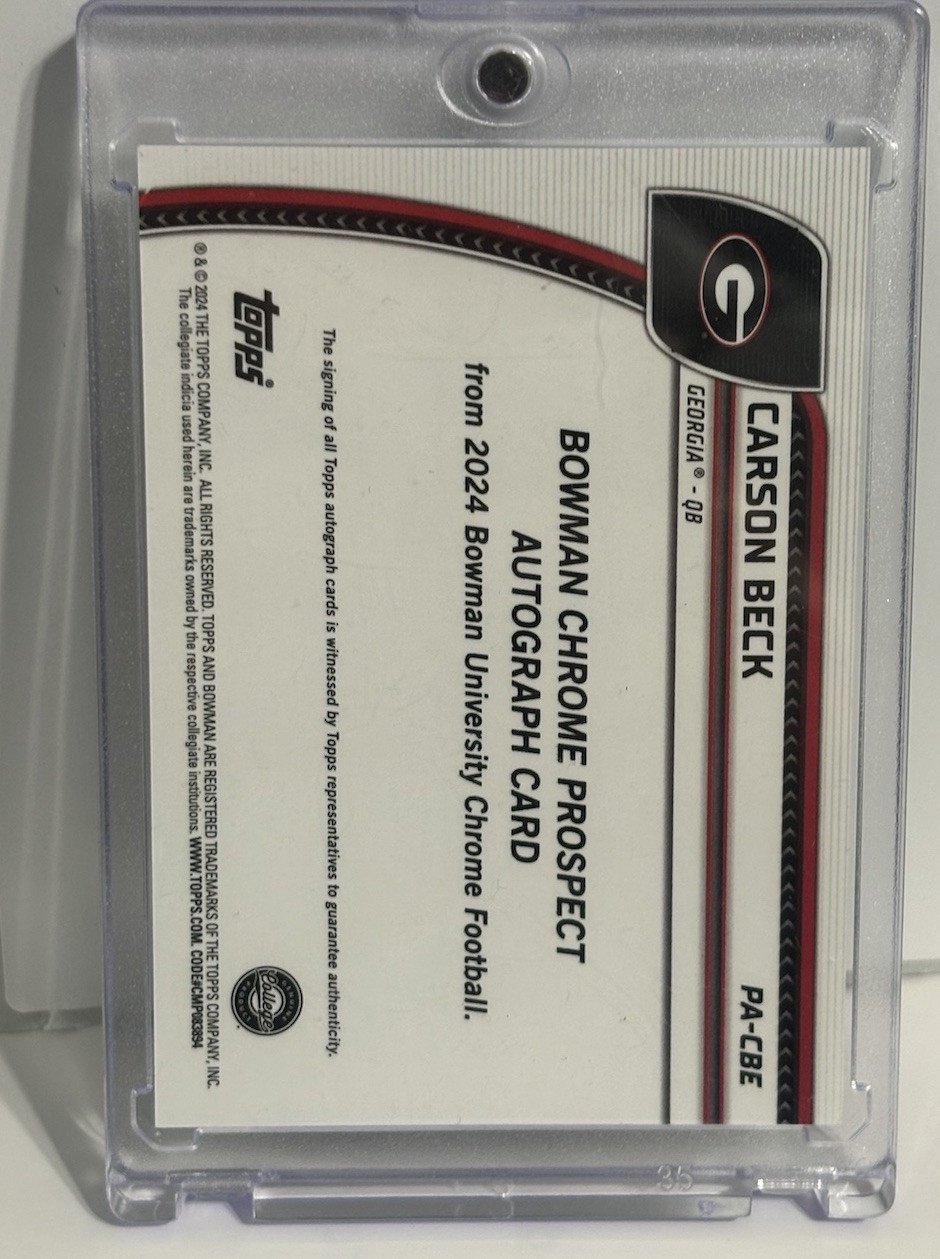 CARSON BECK
PA-CBE
GEORGIA® - QB
G
BOWMAN CHROME PROSPECT
AUTOGRAPH CARD
from 2024 Bowman University Chrome Football.
The signing of all Topps autograph cards is witnessed by Topps representatives to guarantee authenticity.
topps®
College
® & © 2024 THE TOPPS COMPANY, INC. ALL RIGHTS RESERVED. TOPPS AND BOWMAN ARE REGISTERED TRADEMARKS OF THE TOPPS COMPANY, INC.
The collegiate indicia used herein are trademarks owned by the respective collegiate institutions. WWW.TOPPS.COM. CODE#CMP083894
35